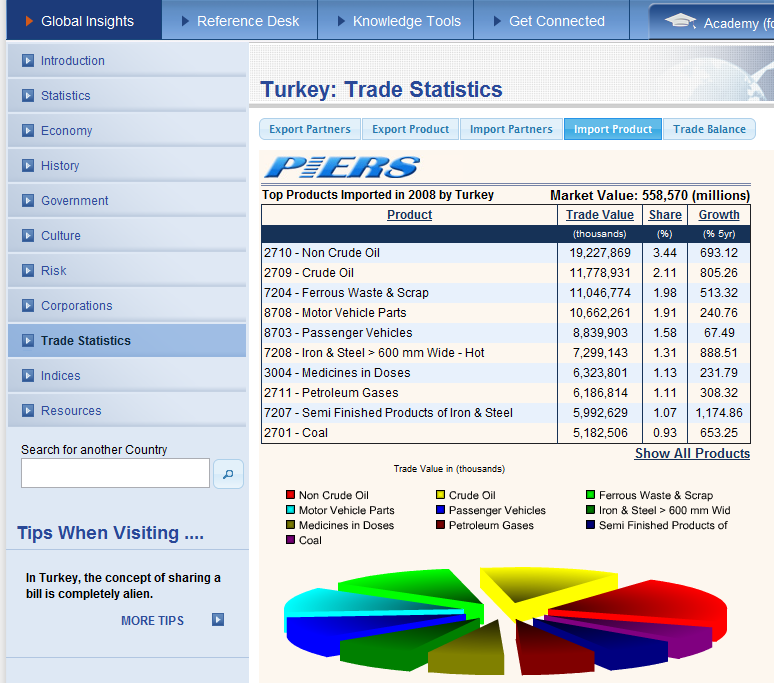 Global Insights
Reference Desk
Knowledge Tools
Get Connected
Academy (fo
Introduction
Statistics
Economy
History
Government
Culture
Risk
Corporations
Trade Statistics
Indices
Resources
Search for another Country
Tips When Visiting ....
In Turkey, the concept of sharing a
bill is completely alien.
MORE TIPS
Turkey: Trade Statistics
Export Partners Export Product Import Partners Import Product Trade Balance
PIERS
Top Products Imported in 2008 by Turkey Market Value: 558,570 (millions)
Product Trade Value Share Growth
(thousands) (%) (% 5yr)
2710 - Non Crude Oil 19,227,869 3.44 693.12
2709 - Crude Oil 11,778,931 2.11 805.26
7204 - Ferrous Waste & Scrap 11,046,774 1.98 513.32
8708 - Motor Vehicle Parts 10,662,261 1.91 240.76
8703 - Passenger Vehicles 8,839,903 1.58 67.49
7208 - Iron & Steel > 600 mm Wide - Hot 7,299,143 1.31 888.51
3004 - Medicines in Doses 6,323,801 1.13 231.79
2711 - Petroleum Gases 6,186,814 1.11 308.32
7207 - Semi Finished Products of Iron & Steel 5,992,629 1.07 1,174.86
2701 - Coal 5,182,506 0.93 653.25
Show All Products
Trade Value in (thousands)
Non Crude Oil Crude Oil Ferrous Waste & Scrap
Motor Vehicle Parts Passenger Vehicles Iron & Steel > 600 mm Wid
Medicines in Doses Petroleum Gases Semi Finished Products of
Coal